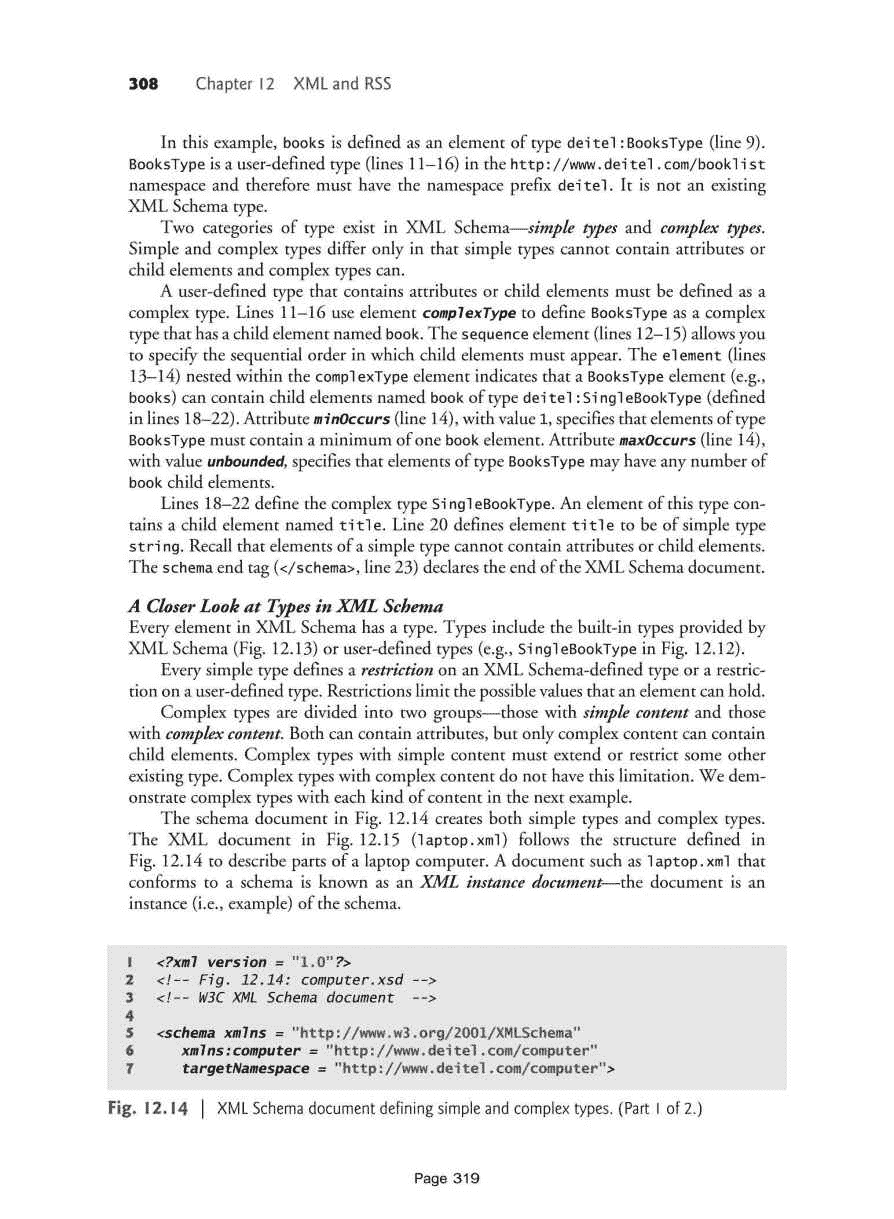 308 Chapter 12 XML and RSS
In this example, books is defined as an element of type deitel:BooksType (line 9).
BooksType is a user-defined type (lines 11–16) in the http://www.deitel.com/booklist
namespace and therefore must have the namespace prefix deitel. It is not an existing
XML Schema type.
Two categories of type exist in XML Schema—simple types and complex types.
Simple and complex types differ only in that simple types cannot contain attributes or
child elements and complex types can.
A user-defined type that contains attributes or child elements must be defined as a
complex type. Lines 11–16 use element complexType to define BooksType as a complex
type that has a child element named book. The sequence element (lines 12–15) allows you
to specify the sequential order in which child elements must appear. The element (lines
13–14) nested within the complexType element indicates that a BooksType element (e.g.,
books) can contain child elements named book of type deitel:SingleBookType (defined
in lines 18–22). Attribute minOccurs (line 14), with value 1, specifies that elements of type
BooksType must contain a minimum of one book element. Attribute maxOccurs (line 14),
with value unbounded, specifies that elements of type BooksType may have any number of
book child elements.
Lines 18–22 define the complex type SingleBookType. An element of this type con-
tains a child element named title. Line 20 defines element title to be of simple type
string. Recall that elements of a simple type cannot contain attributes or child elements.
The schema end tag (</schema>, line 23) declares the end of the XML Schema document.
A Closer Look at Types in XML Schema
Every element in XML Schema has a type. Types include the built-in types provided by
XML Schema (Fig. 12.13) or user-defined types (e.g., SingleBookType in Fig. 12.12).
Every simple type defines a restriction on an XML Schema-defined type or a restric-
tion on a user-defined type. Restrictions limit the possible values that an element can hold.
Complex types are divided into two groups—those with simple content and those
with complex content. Both can contain attributes, but only complex content can contain
child elements. Complex types with simple content must extend or restrict some other
existing type. Complex types with complex content do not have this limitation. We dem-
onstrate complex types with each kind of content in the next example.
The schema document in Fig. 12.14 creates both simple types and complex types.
The XML document in Fig. 12.15 (laptop.xml) follows the structure defined in
Fig. 12.14 to describe parts of a laptop computer. A document such as laptop.xml that
conforms to a schema is known as an XML instance document—the document is an
instance (i.e., example) of the schema.
1 <?xml version = "1.0"?>
2 <!-- Fig. 12.14: computer.xsd -->
3 <!-- W3C XML Schema document -->
4
5 <schema xmlns = "http://www.w3.org/2001/XMLSchema"
6 xmlns:computer = "http://www.deitel.com/computer"
7 targetNamespace = "http://www.deitel.com/computer">
Fig. 12.14 | XML Schema document defining simple and complex types. (Part 1 of 2.)
Page 319